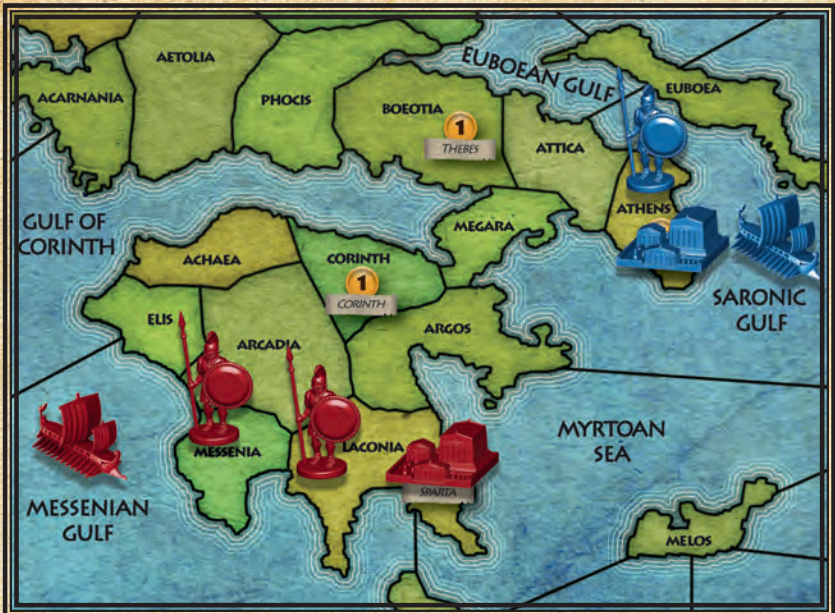 AETOLIA
EUBOEAN GULF
EUBOEA
ACARNANIA
PHOCIS
BOEOTIA
1
THEBES
ATTICA
ATHENS
GULF OF
CORINTH
MEGARA
ACHAEA
CORINTH
1
CORINTH
SARONIC
GULF
ELIS
ARCADIA
ARGOS
MYRTOAN
SEA
MESSENIA
LACONIA
SPARTA
MESSENIAN
GULF
MELOS